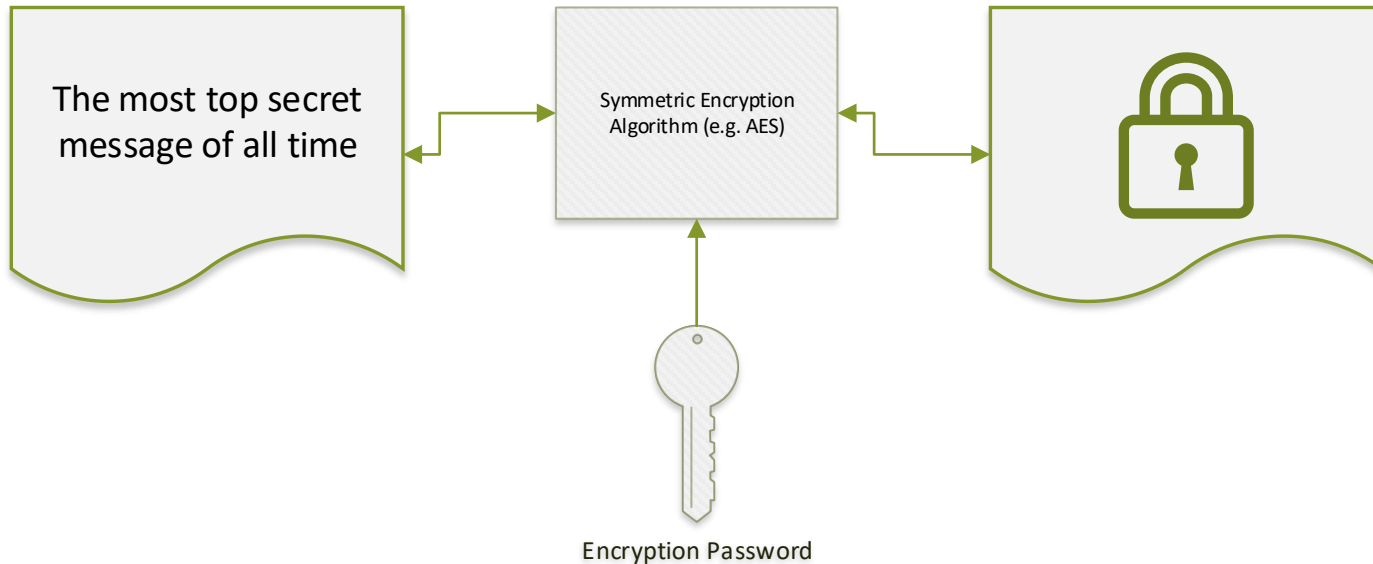 The most top secret
message of all time
Symmetric Encryption
Algorithm (e.g. AES)
Encryption Password